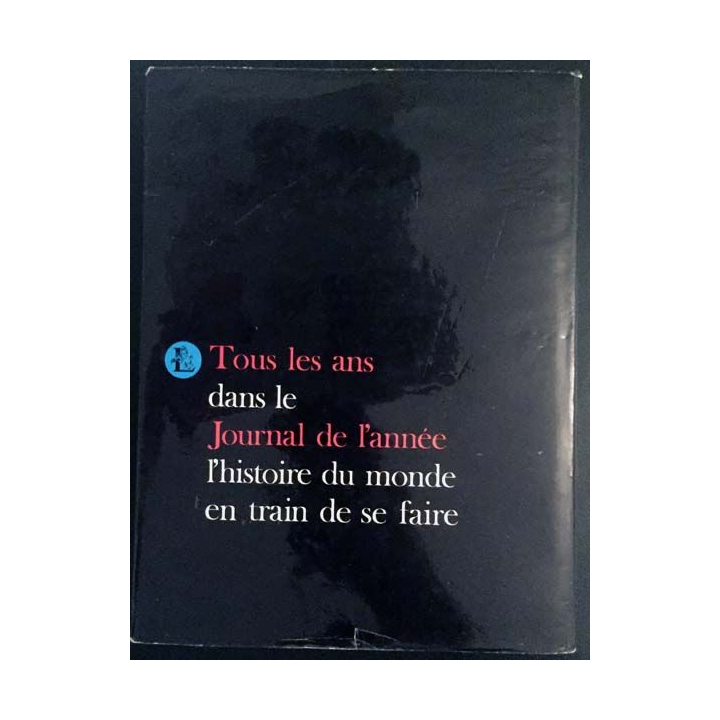 L
Tous les ans
dans le
Journal de l'année
l'histoire du monde
en train de se faire